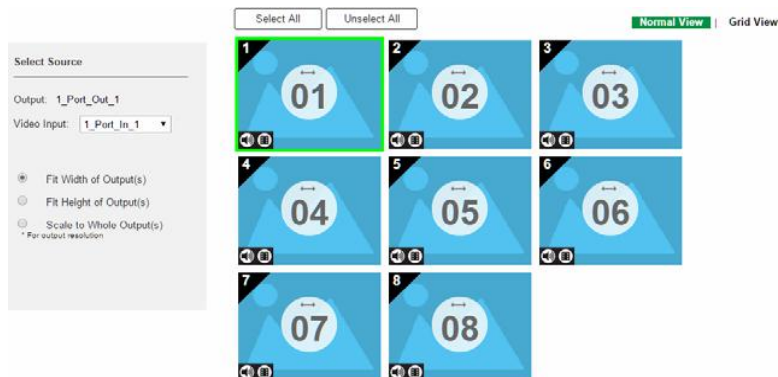 Select All
Unselect All
Normal View | Grid View
Select Source
Output: 1_Port_Out_1
Video Input: 1_Port_In_1
Fit Width of Output(s)
Fit Height of Output(s)
Scale to Whole Output(s)
* For output resolution
1
01
2
02
3
03
4
04
5
05
6
06
7
07
8
08